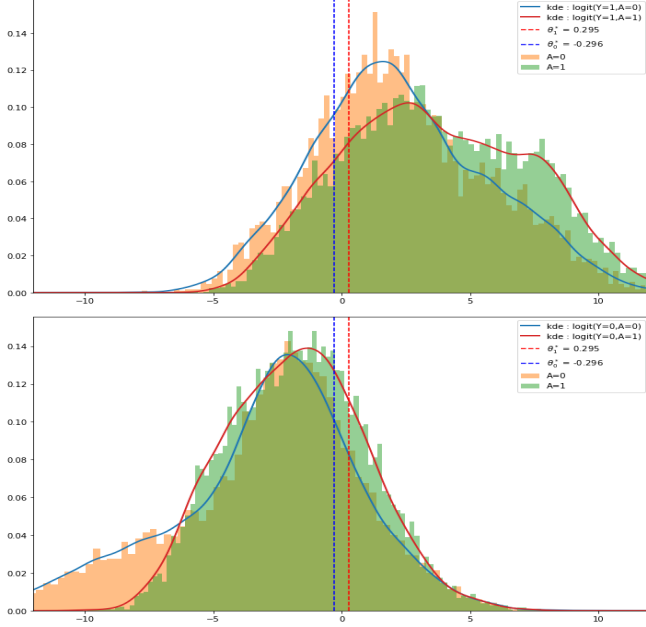 0.14
0.12
0.10
0.08
0.06
0.04
0.02
0.00
−10
−5
0
5
10
kde : logit(Y=1,A=0)
kde : logit(Y=1,A=1)
θ₁* = 0.295
θ₀* = -0.296
A=0
A=1
0.14
0.12
0.10
0.08
0.06
0.04
0.02
0.00
−10
−5
0
5
10
kde : logit(Y=0,A=0)
kde : logit(Y=0,A=1)
θ₁* = 0.295
θ₀* = -0.296
A=0
A=1